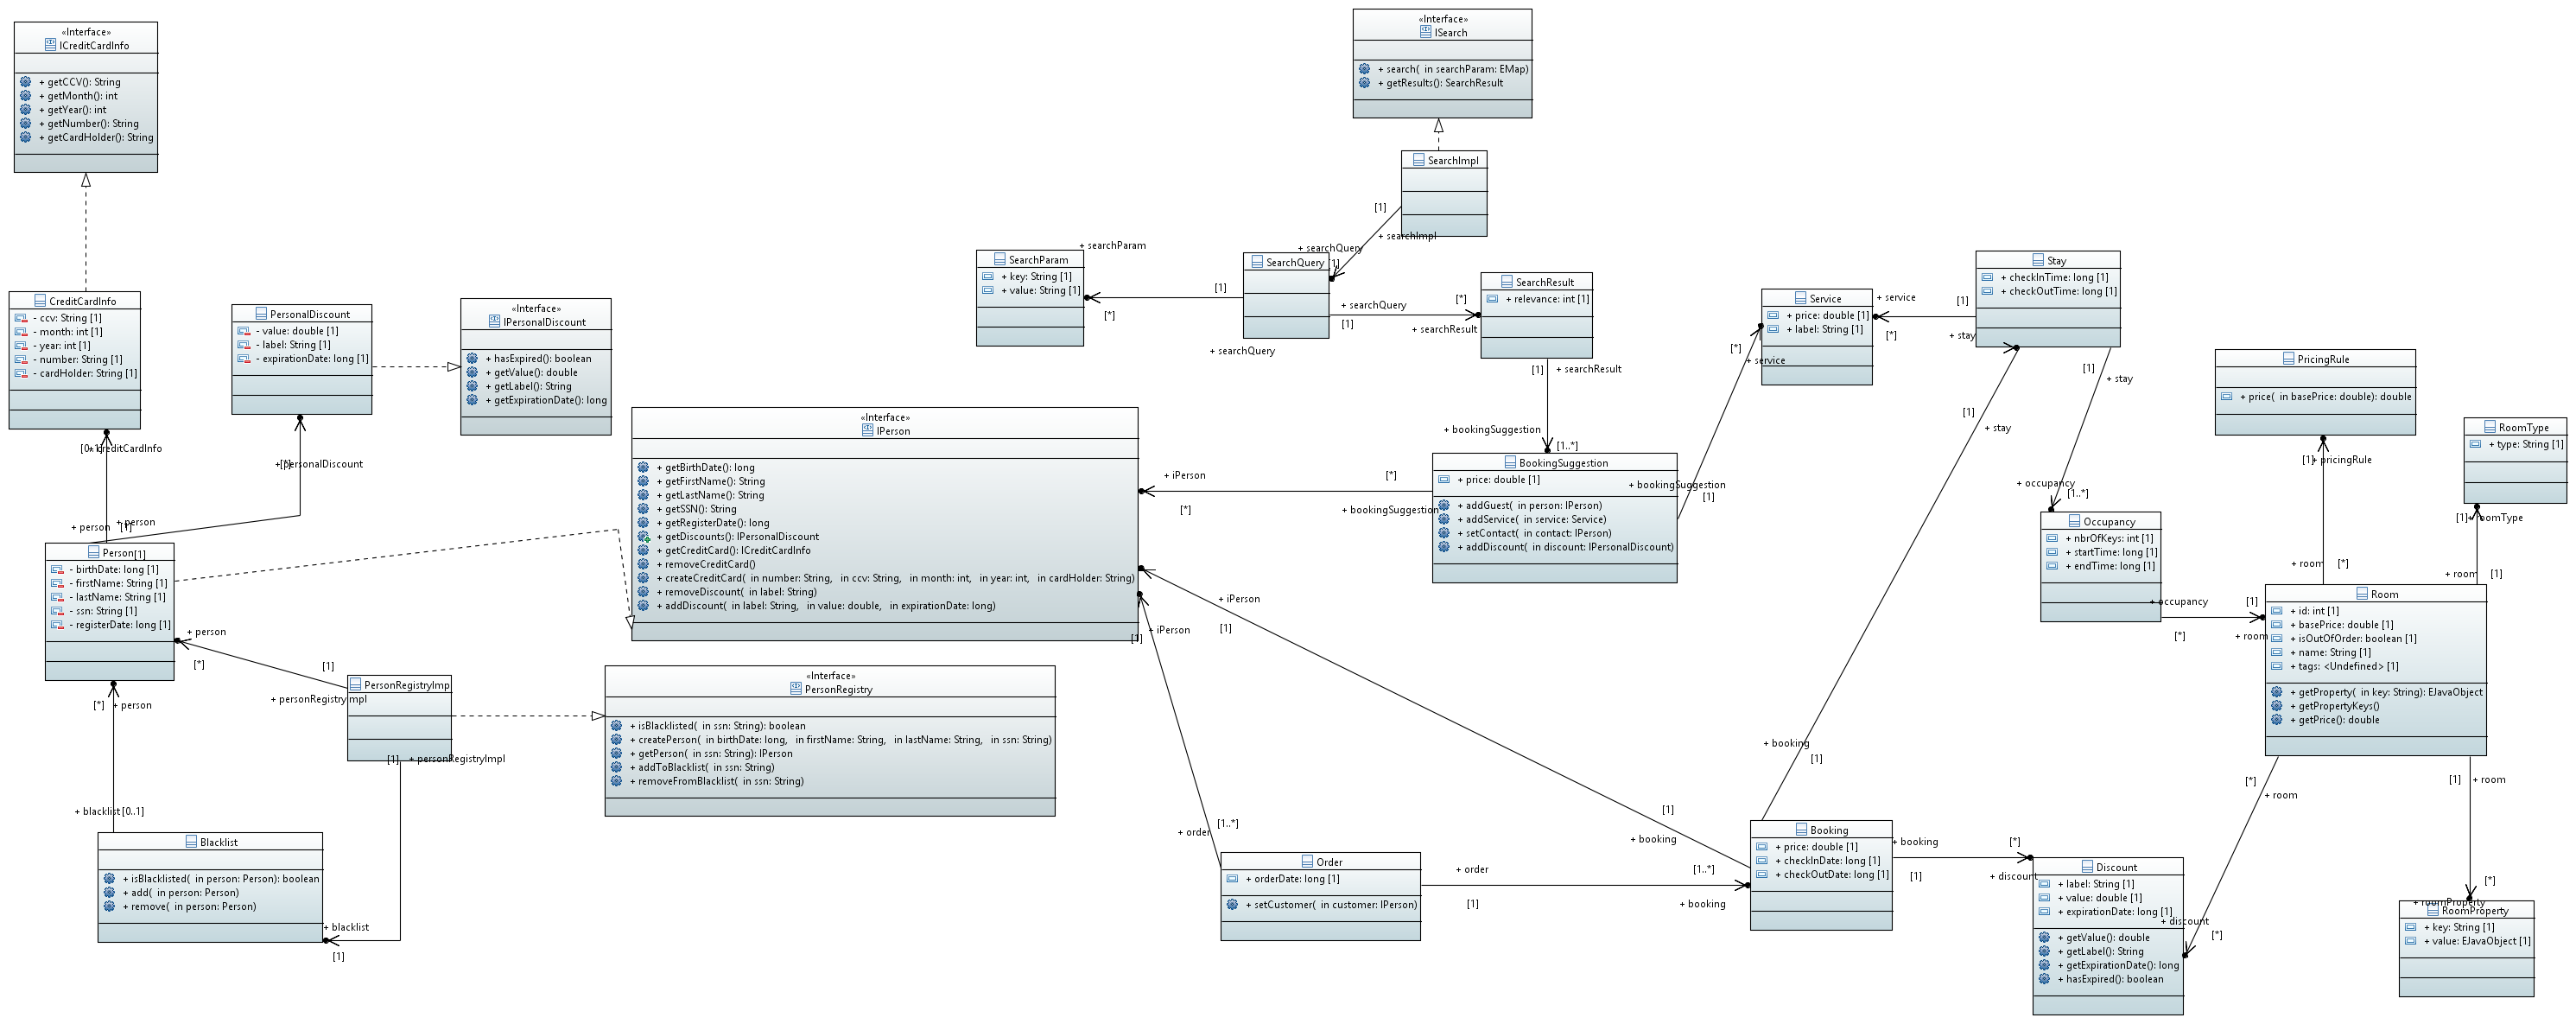 «Interface»
ICreditCardInfo
+ getCCV(): String
+ getMonth(): int
+ getYear(): int
+ getNumber(): String
+ getCardHolder(): String
«Interface»
ISearch
+ search( in searchParam: EMap)
+ getResults(): SearchResult
SearchImpl
[1]
+ searchImpl
+ searchQuery
[1]
SearchParam
+ key: String [1]
+ value: String [1]
+ searchParam
[*]
[1]
+ searchQuery
SearchQuery
+ searchQuery
[1]
[*]
+ searchResult
SearchResult
+ relevance: int [1]
[1]
+ searchResult
+ bookingSuggestion
[1..*]
CreditCardInfo
- ccv: String [1]
- month: int [1]
- year: int [1]
- number: String [1]
- cardHolder: String [1]
[0..1]
+ creditCardInfo
PersonalDiscount
- value: double [1]
- label: String [1]
- expirationDate: long [1]
[*]
+ personalDiscount
«Interface»
IPersonalDiscount
+ hasExpired(): boolean
+ getValue(): double
+ getLabel(): String
+ getExpirationDate(): long
«Interface»
IPerson
+ getBirthDate(): long
+ getFirstName(): String
+ getLastName(): String
+ getSSN(): String
+ getRegisterDate(): long
+ getDiscounts(): IPersonalDiscount
+ getCreditCard(): ICreditCardInfo
+ removeCreditCard()
+ createCreditCard( in number: String, in ccv: String, in month: int, in year: int, in cardHolder: String)
+ removeDiscount( in label: String)
+ addDiscount( in label: String, in value: double, in expirationDate: long)
+ iPerson
[*]
[*]
+ bookingSuggestion
BookingSuggestion
+ price: double [1]
+ addGuest( in person: IPerson)
+ addService( in service: Service)
+ setContact( in contact: IPerson)
+ addDiscount( in discount: IPersonalDiscount)
+ bookingSuggestion
[1]
[*]
+ service
Service
+ price: double [1]
+ label: String [1]
+ service
[*]
[1]
+ stay
Stay
+ checkInTime: long [1]
+ checkOutTime: long [1]
[1]
+ stay
[1]
+ stay
+ occupancy
[1..*]
Occupancy
+ nbrOfKeys: int [1]
+ startTime: long [1]
+ endTime: long [1]
+ occupancy
[*]
[1]
+ room
PricingRule
+ price( in basePrice: double): double
[1]
+ pricingRule
+ room
[*]
RoomType
+ type: String [1]
[1]
+ roomType
+ room
[1]
Room
+ id: int [1]
+ basePrice: double [1]
+ isOutOfOrder: boolean [1]
+ name: String [1]
+ tags: <Undefined> [1]
+ getProperty( in key: String): EJavaObject
+ getPropertyKeys()
+ getPrice(): double
[*]
+ room
[1]
+ room
[*]
+ roomProperty
RoomProperty
+ key: String [1]
+ value: EJavaObject [1]
+ person
+ person
[1]
[1]
Person
- birthDate: long [1]
- firstName: String [1]
- lastName: String [1]
- ssn: String [1]
- registerDate: long [1]
+ person
[*]
[1]
+ personRegistryImpl
[*]
+ person
PersonRegistryImp
[1]
+ personRegistryImpl
«Interface»
PersonRegistry
+ isBlacklisted( in ssn: String): boolean
+ createPerson( in birthDate: long, in firstName: String, in lastName: String, in ssn: String)
+ getPerson( in ssn: String): IPerson
+ addToBlacklist( in ssn: String)
+ removeFromBlacklist( in ssn: String)
+ blacklist
[0..1]
Blacklist
+ isBlacklisted( in person: Person): boolean
+ add( in person: Person)
+ remove( in person: Person)
+ blacklist
[1]
+ iPerson
[1]
+ iPerson
[1]
[1..*]
+ order
Order
+ orderDate: long [1]
+ setCustomer( in customer: IPerson)
+ order
[1]
[1..*]
+ booking
[1]
+ booking
+ booking
[1]
Booking
+ price: double [1]
+ checkInDate: long [1]
+ checkOutDate: long [1]
+ booking
[1]
[*]
+ discount
Discount
+ label: String [1]
+ value: double [1]
+ expirationDate: long [1]
+ getValue(): double
+ getLabel(): String
+ getExpirationDate(): long
+ hasExpired(): boolean
+ discount
[*]